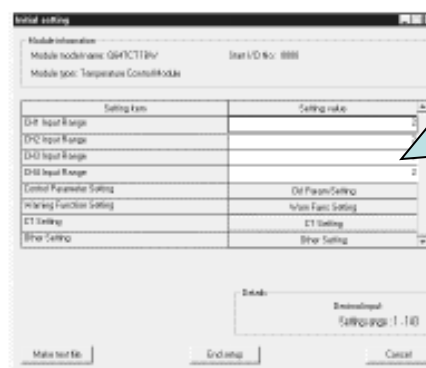 Initial setting
Module information
Module model name: Q64TCTTBW Start I/O No.: 0000
Module type: Temperature Control Module
Setting item Setting value
CH1 Input Range 2
CH2 Input Range
CH3 Input Range
CH4 Input Range 2
Control Parameter Setting Ctrl Param Setting
Warning Function Setting Warn Func Setting
CT Setting CT Setting
Other Setting Other Setting
Details
Decimal input
Setting range : 1 - 140
Make text file End setup Cancel